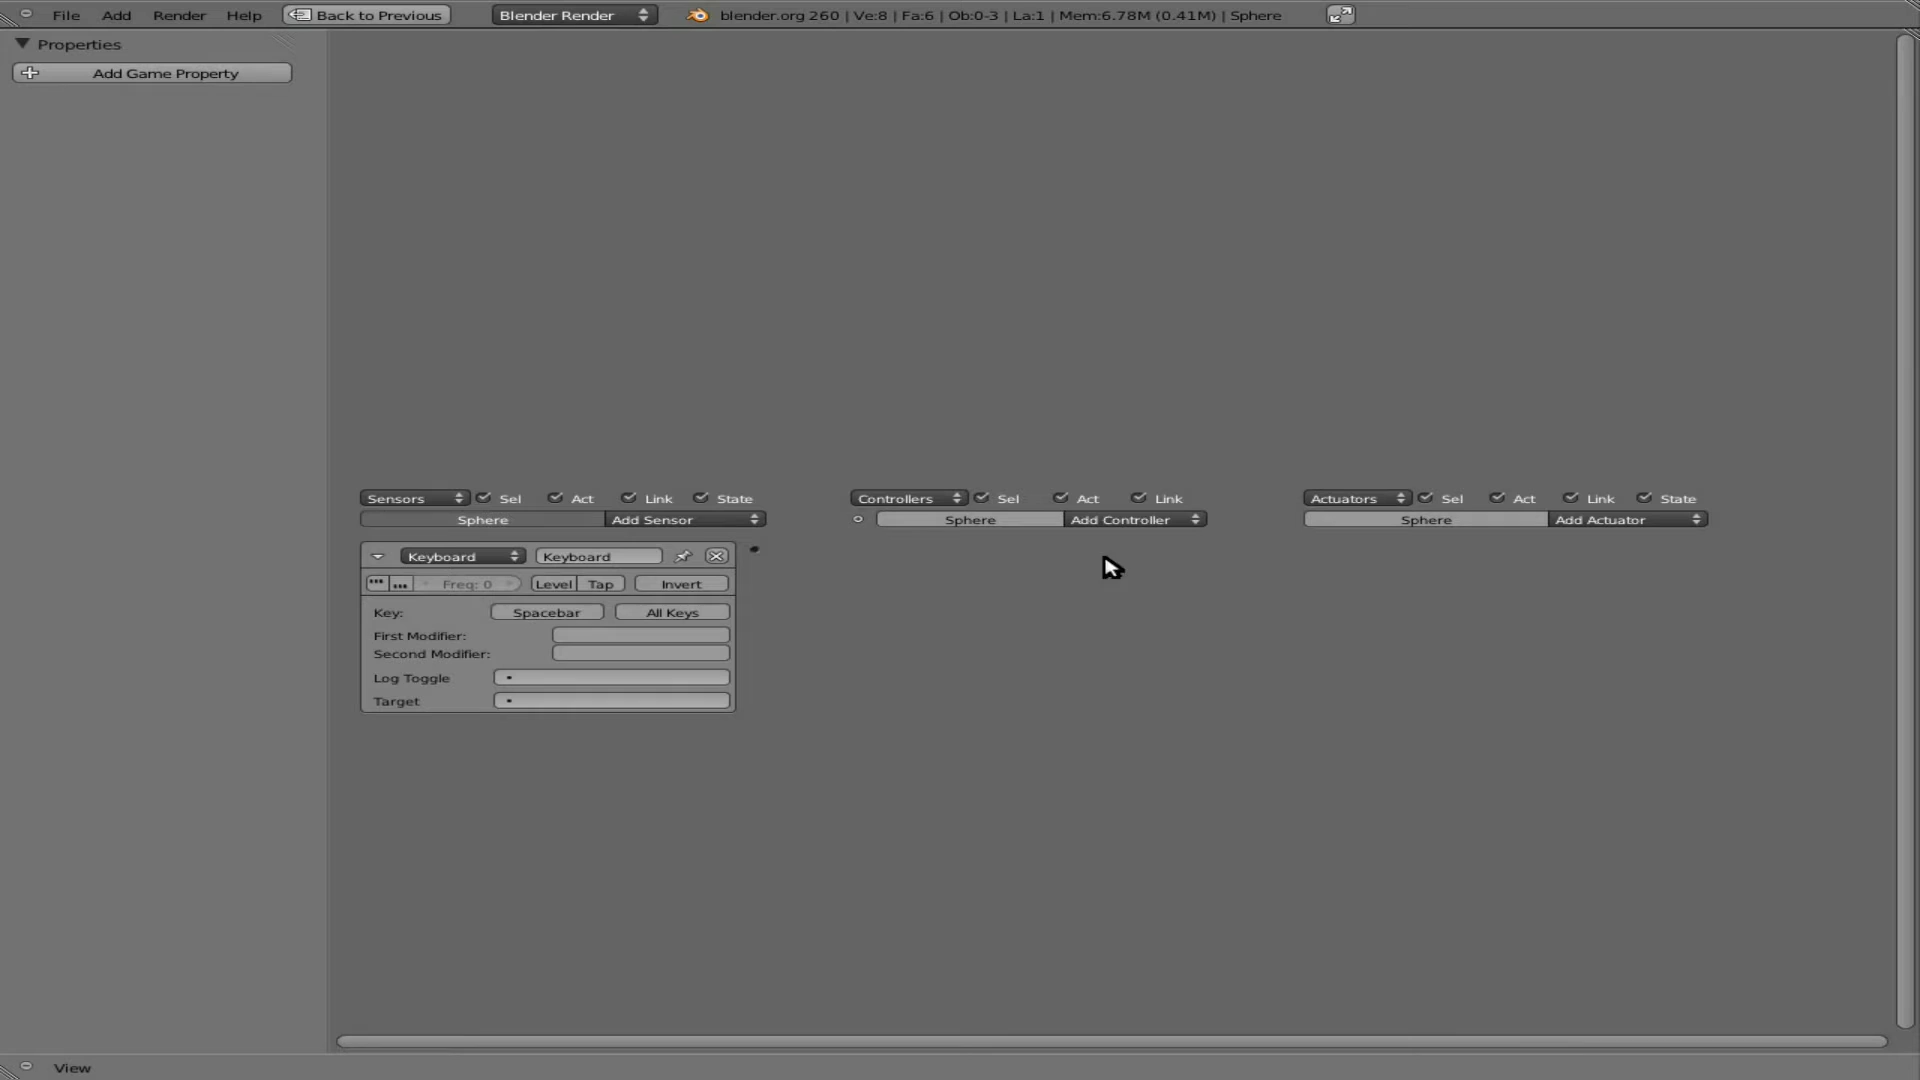 File Add Render Help Back to Previous Blender Render blender.org 260 | Ve:8 | Fa:6 | Ob:0-3 | La:1 | Mem:6.78M (0.41M) | Sphere
Properties
Add Game Property
Sensors Sel Act Link State Controllers Sel Act Link Actuators Sel Act Link State
Sphere Add Sensor Sphere Add Controller Sphere Add Actuator
Keyboard Keyboard
Freq: 0 Level Tap Invert
Key: Spacebar All Keys
First Modifier:
Second Modifier:
Log Toggle
Target
View